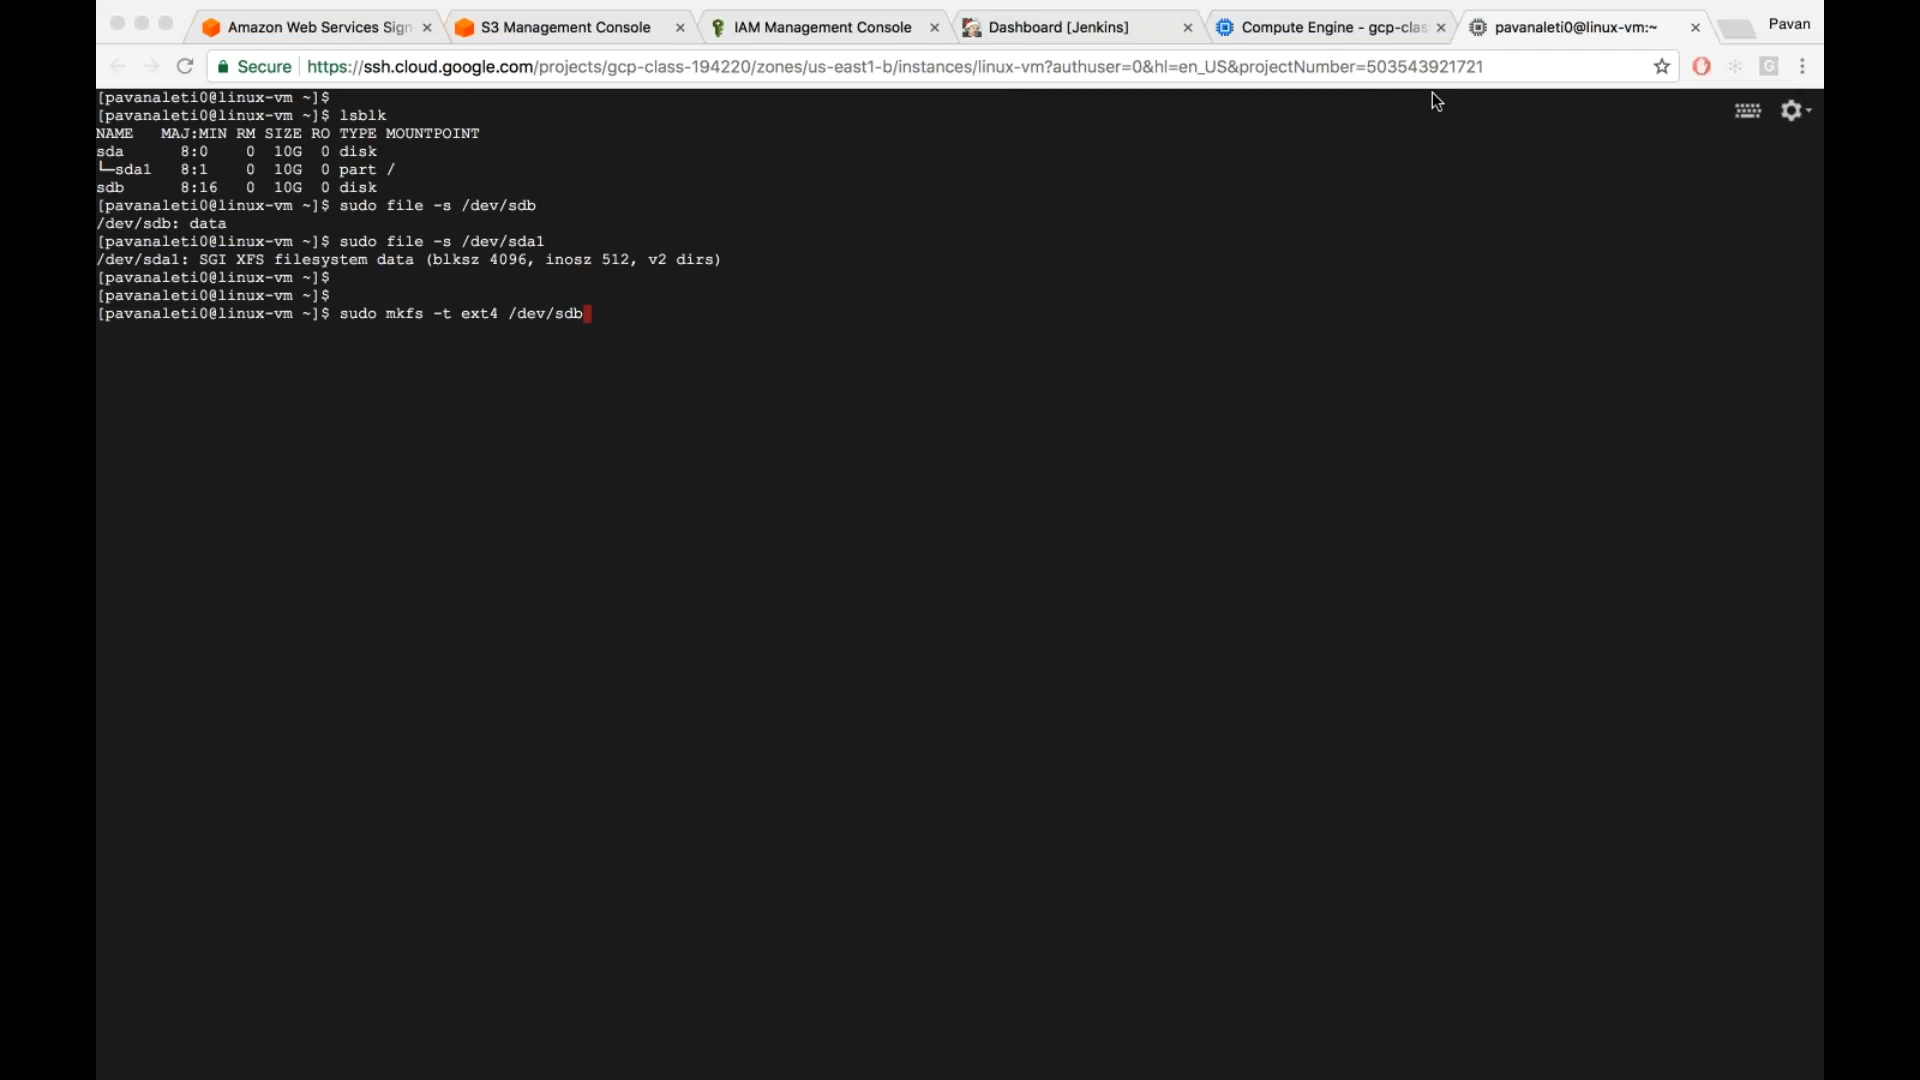 Amazon Web Services Sign
S3 Management Console
IAM Management Console
Dashboard [Jenkins]
Compute Engine - gcp-clas
pavanaleti0@linux-vm:~
Pavan
Secure https://ssh.cloud.google.com/projects/gcp-class-194220/zones/us-east1-b/instances/linux-vm?authuser=0&hl=en_US&projectNumber=503543921721
[pavanaleti0@linux-vm ~]$
[pavanaleti0@linux-vm ~]$ lsblk
NAME   MAJ:MIN RM SIZE RO TYPE MOUNTPOINT
sda      8:0    0  10G  0 disk
└─sda1   8:1    0  10G  0 part /
sdb      8:16   0  10G  0 disk
[pavanaleti0@linux-vm ~]$ sudo file -s /dev/sdb
/dev/sdb: data
[pavanaleti0@linux-vm ~]$ sudo file -s /dev/sda1
/dev/sda1: SGI XFS filesystem data (blksz 4096, inosz 512, v2 dirs)
[pavanaleti0@linux-vm ~]$
[pavanaleti0@linux-vm ~]$
[pavanaleti0@linux-vm ~]$ sudo mkfs -t ext4 /dev/sdb